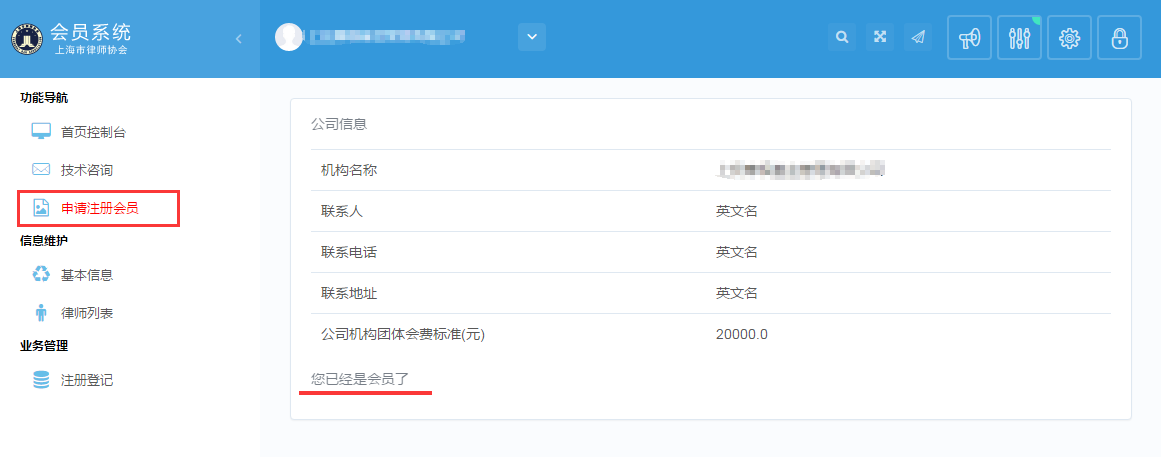 会员系统
上海市律师协会
功能导航
首页控制台
技术咨询
申请注册会员
信息维护
基本信息
律师列表
业务管理
注册登记
公司信息
机构名称
联系人 英文名
联系电话 英文名
联系地址 英文名
公司机构团体会费标准(元) 20000.0
您已经是会员了